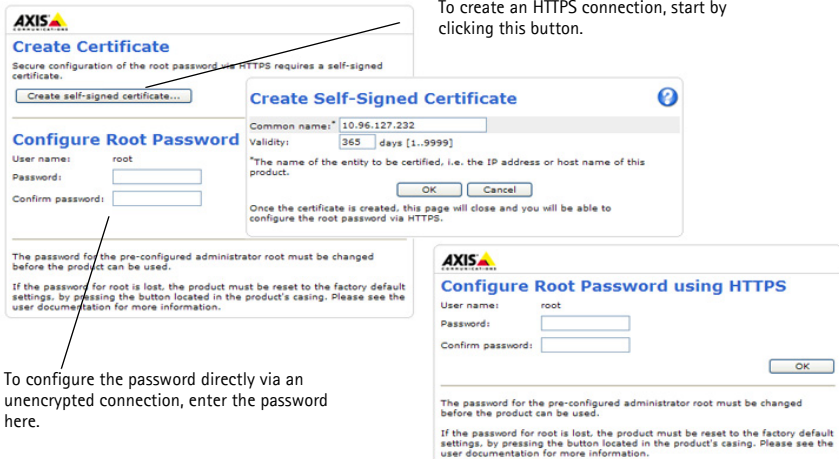 To create an HTTPS connection, start by
clicking this button.
AXIS
COMMUNICATIONS
Create Certificate
Secure configuration of the root password via HTTPS requires a self-signed
certificate.
Create self-signed certificate...
Configure Root Password
User name: root
Password:
Confirm password:
The password for the pre-configured administrator root must be changed
before the product can be used.
If the password for root is lost, the product must be reset to the factory default
settings, by pressing the button located in the product's casing. Please see the
user documentation for more information.
Create Self-Signed Certificate
?
Common name:* 10.96.127.232
Validity: 365 days [1..9999]
*The name of the entity to be certified, i.e. the IP address or host name of this
product.
OK Cancel
Once the certificate is created, this page will close and you will be able to
configure the root password via HTTPS.
AXIS
COMMUNICATIONS
Configure Root Password using HTTPS
User name: root
Password:
Confirm password:
OK
The password for the pre-configured administrator root must be changed
before the product can be used.
If the password for root is lost, the product must be reset to the factory default
settings, by pressing the button located in the product's casing. Please see the
user documentation for more information.
To configure the password directly via an
unencrypted connection, enter the password
here.